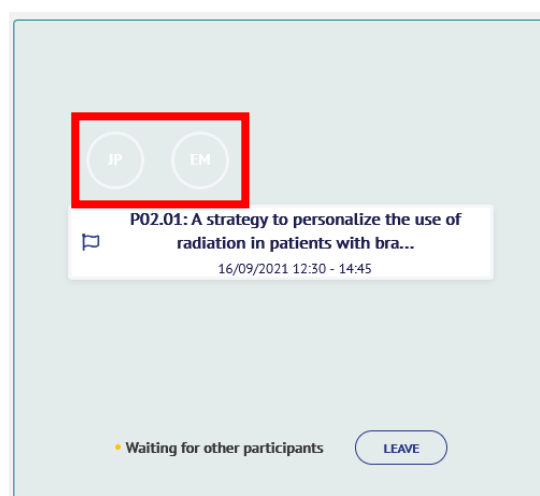 JP EM
P02.01: A strategy to personalize the use of
radiation in patients with bra...
16/09/2021 12:30 - 14:45
Waiting for other participants LEAVE